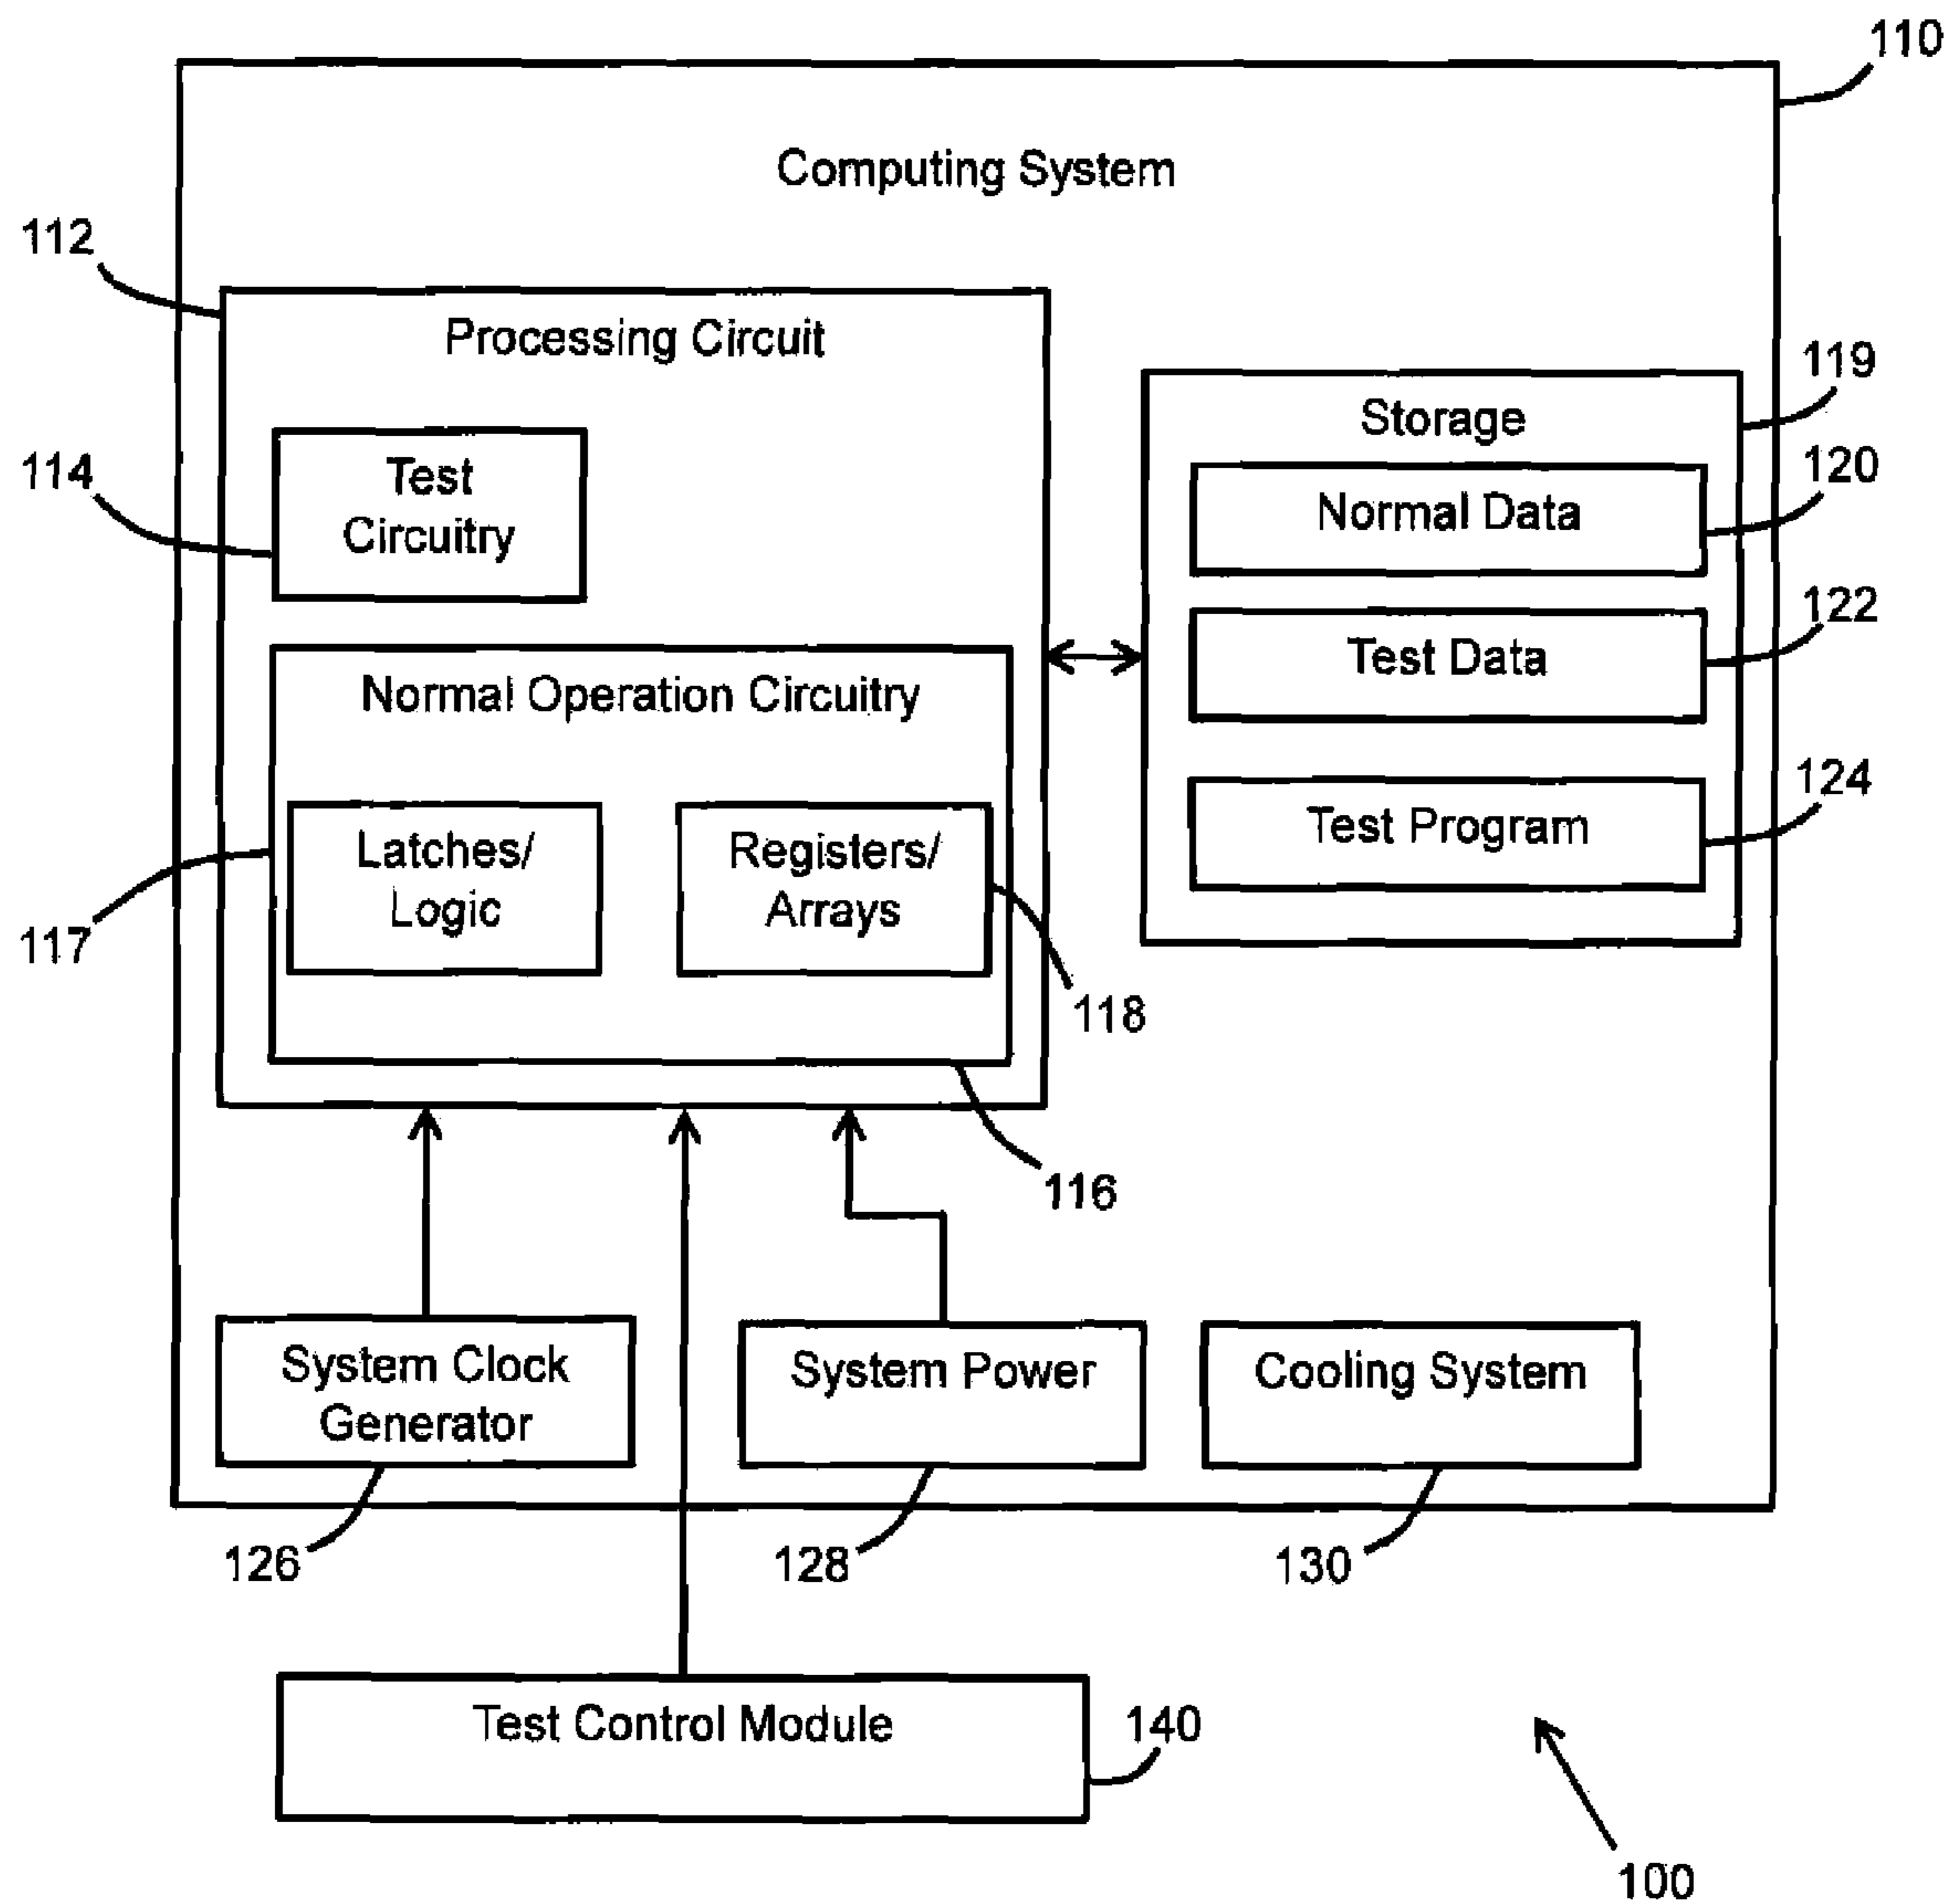 110
Computing System
112
Processing Circuit
119
Storage
114
Test
Circuitry
120
Normal Data
122
Test Data
Normal Operation Circuitry
124
Test Program
117
Latches/
Logic
Registers/
Arrays
118
116
System Clock
Generator
System Power
Cooling System
126
128
130
Test Control Module
140
100